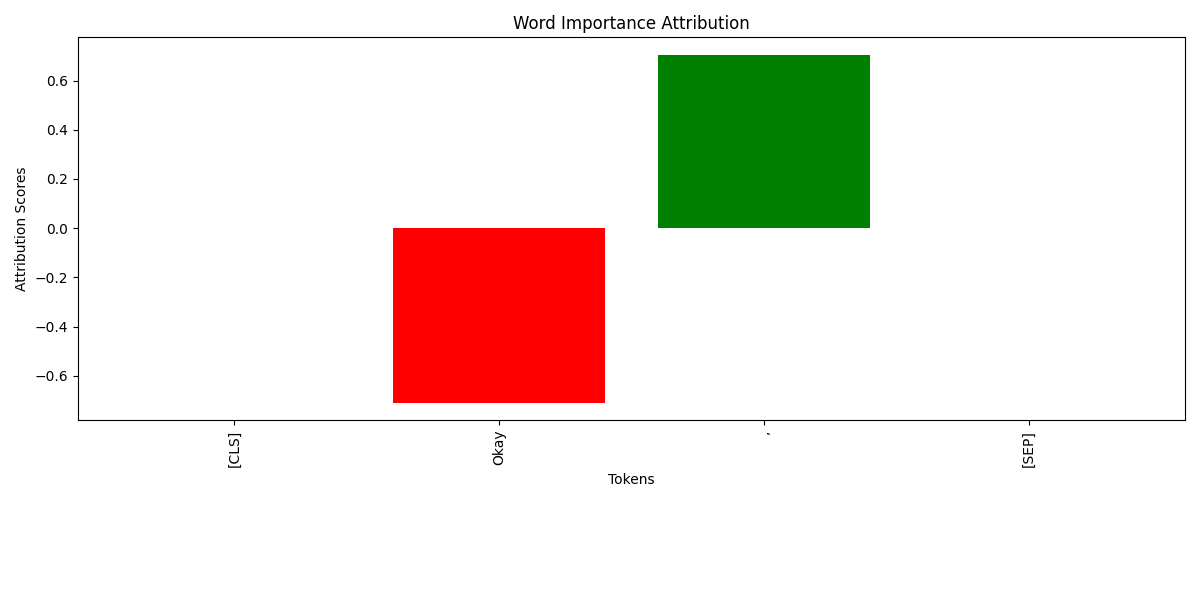 Word Importance Attribution
Attribution Scores
0.6
0.4
0.2
0.0
−0.2
−0.4
−0.6
[CLS]
Okay
,
[SEP]
Tokens